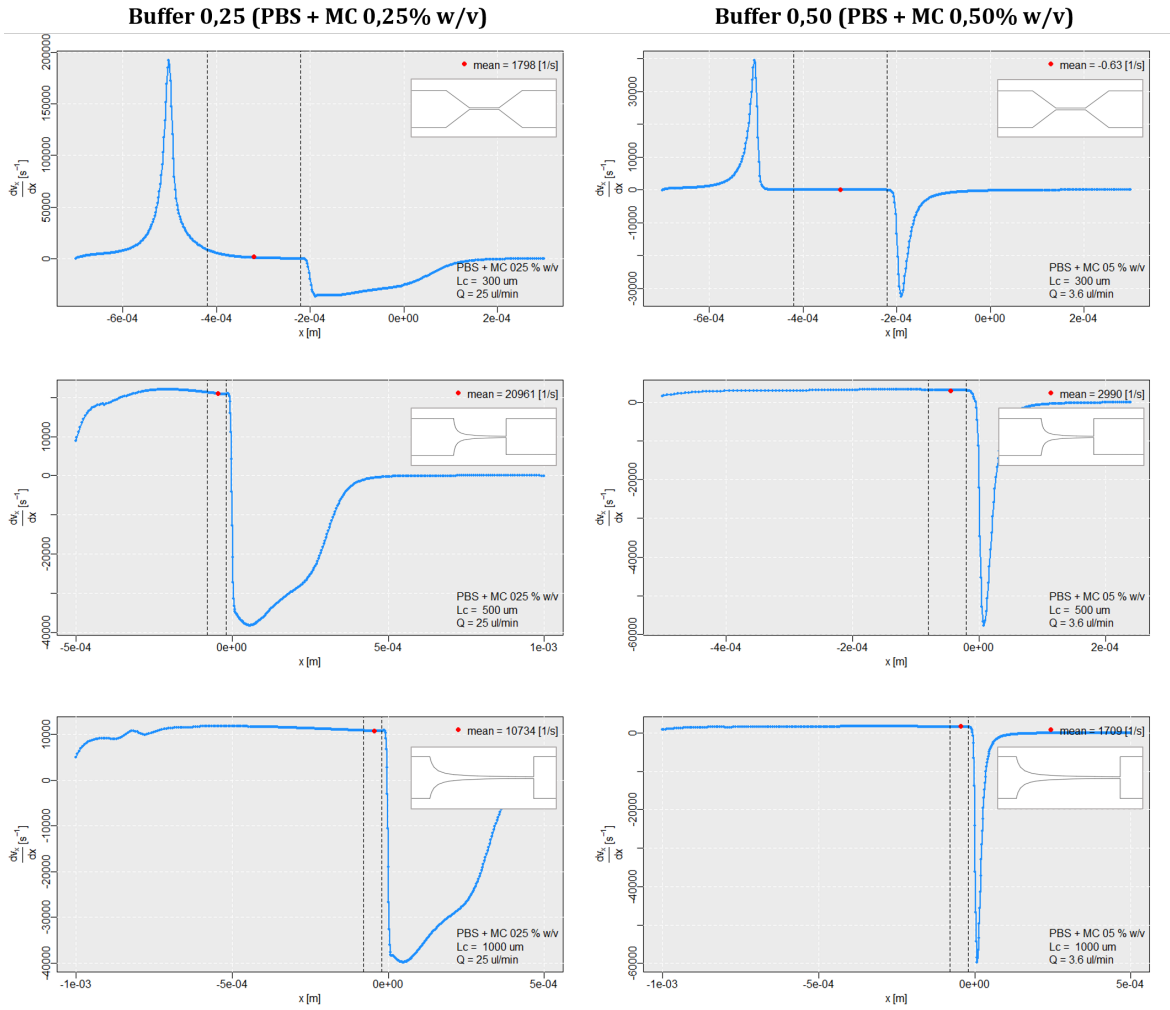 Buffer 0,25 (PBS + MC 0,25% w/v)
Buffer 0,50 (PBS + MC 0,50% w/v)
200000
150000
100000
50000
0
dvx
dx
[s⁻¹]
mean = 1798 [1/s]
PBS + MC 025 % w/v
Lc = 300 um
Q = 25 ul/min
-6e-04
-4e-04
-2e-04
0e+00
2e-04
x [m]
30000
10000
0
-10000
-30000
dvx
dx
[s⁻¹]
mean = -0.63 [1/s]
PBS + MC 05 % w/v
Lc = 300 um
Q = 3.6 ul/min
-6e-04
-4e-04
-2e-04
0e+00
2e-04
x [m]
10000
0
-20000
-40000
dvx
dx
[s⁻¹]
mean = 20961 [1/s]
PBS + MC 025 % w/v
Lc = 500 um
Q = 25 ul/min
-5e-04
0e+00
5e-04
1e-03
x [m]
0
-20000
-40000
-60000
dvx
dx
[s⁻¹]
mean = 2990 [1/s]
PBS + MC 05 % w/v
Lc = 500 um
Q = 3.6 ul/min
-4e-04
-2e-04
0e+00
2e-04
x [m]
10000
0
-10000
-20000
-30000
-40000
dvx
dx
[s⁻¹]
mean = 10734 [1/s]
PBS + MC 025 % w/v
Lc = 1000 um
Q = 25 ul/min
-1e-03
-5e-04
0e+00
5e-04
x [m]
0
-20000
-40000
-60000
dvx
dx
[s⁻¹]
mean = 1709 [1/s]
PBS + MC 05 % w/v
Lc = 1000 um
Q = 3.6 ul/min
-1e-03
-5e-04
0e+00
5e-04
x [m]